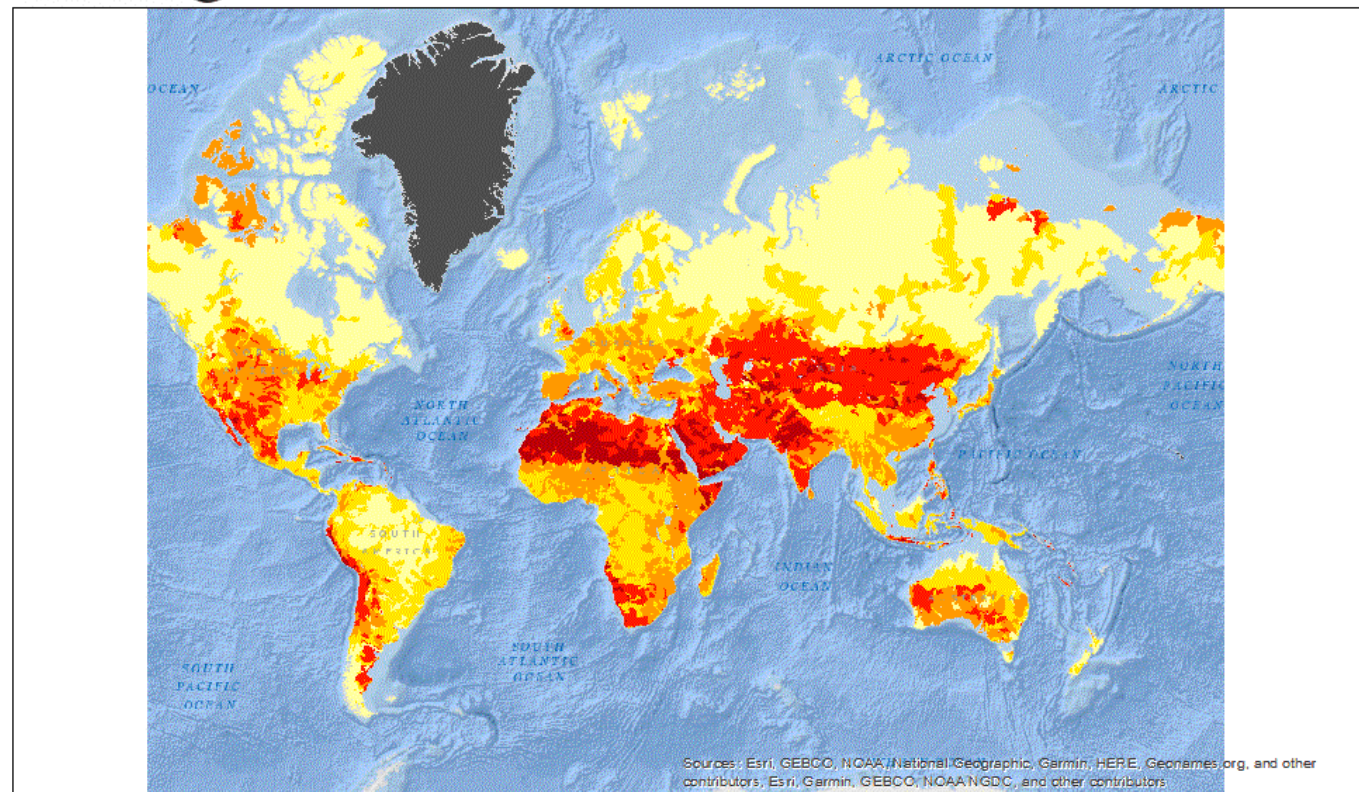 ARCTIC OCEAN
OCEAN
ARCTIC
NORTH
PACIFIC
OCEAN
NORTH
ATLANTIC
OCEAN
PACIFIC OCEAN
SOUTH
AMERICA
INDIAN
OCEAN
SOUTH
ATLANTIC
OCEAN
SOUTH
PACIFIC
OCEAN
Sources: Esri, GEBCO, NOAA, National Geographic, Garmin, HERE, Geonames.org, and other
contributors, Esri, Garmin, GEBCO, NOAA NGDC, and other contributors